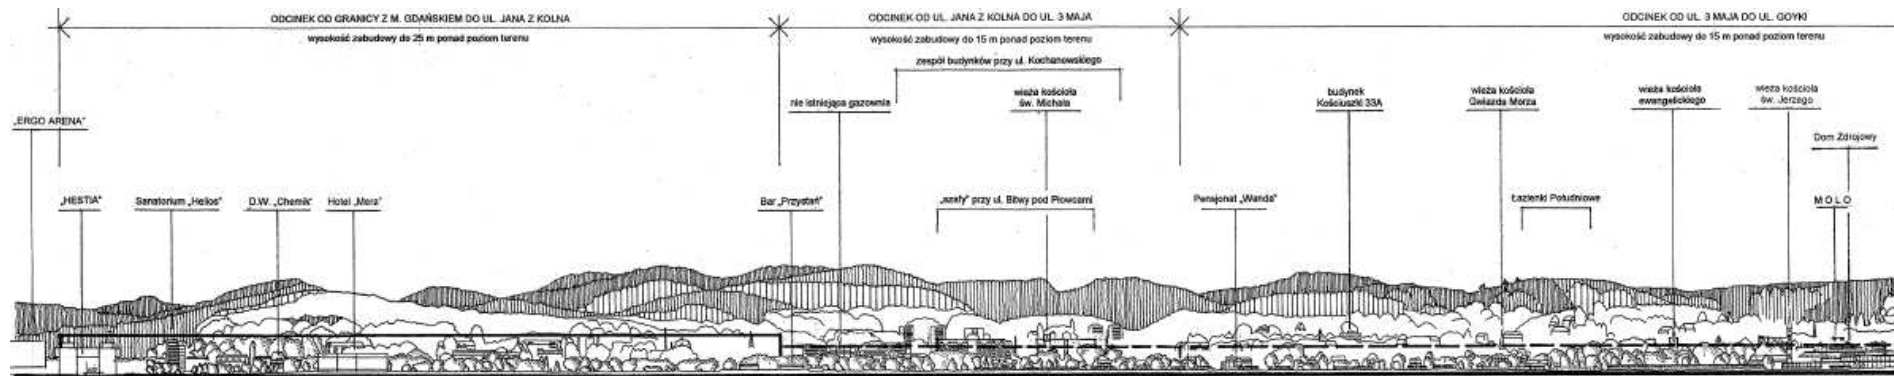 ODCINEK OD GRANICY Z M. GDAŃSKIEM DO UL. JANA Z KOLNA
wysokość zabudowy do 25 m ponad poziom terenu
ODCINEK OD UL. JANA Z KOLNA DO UL. 3 MAJA
wysokość zabudowy do 15 m ponad poziom terenu
ODCINEK OD UL. 3 MAJA DO UL. GOYKI
wysokość zabudowy do 15 m ponad poziom terenu
zespół budynków przy ul. Kochanowskiego
nie istniejąca gazownia
wieża kościoła
św. Michała
budynek
Kościuszki 33A
wieża kościoła
Gwiazda Morza
wieża kościoła
ewangelickiego
wieża kościoła
św. Jerzego
„ERGO ARENA"
Dom Zdrojowy
„HESTIA"
Sanatorium „Helios"
D.W. „Chemik"
Hotel „Mera"
Bar „Przystań"
„szafy" przy ul. Bitwy pod Płowcami
Pensjonat „Wanda"
Łazienki Południowe
MOLO